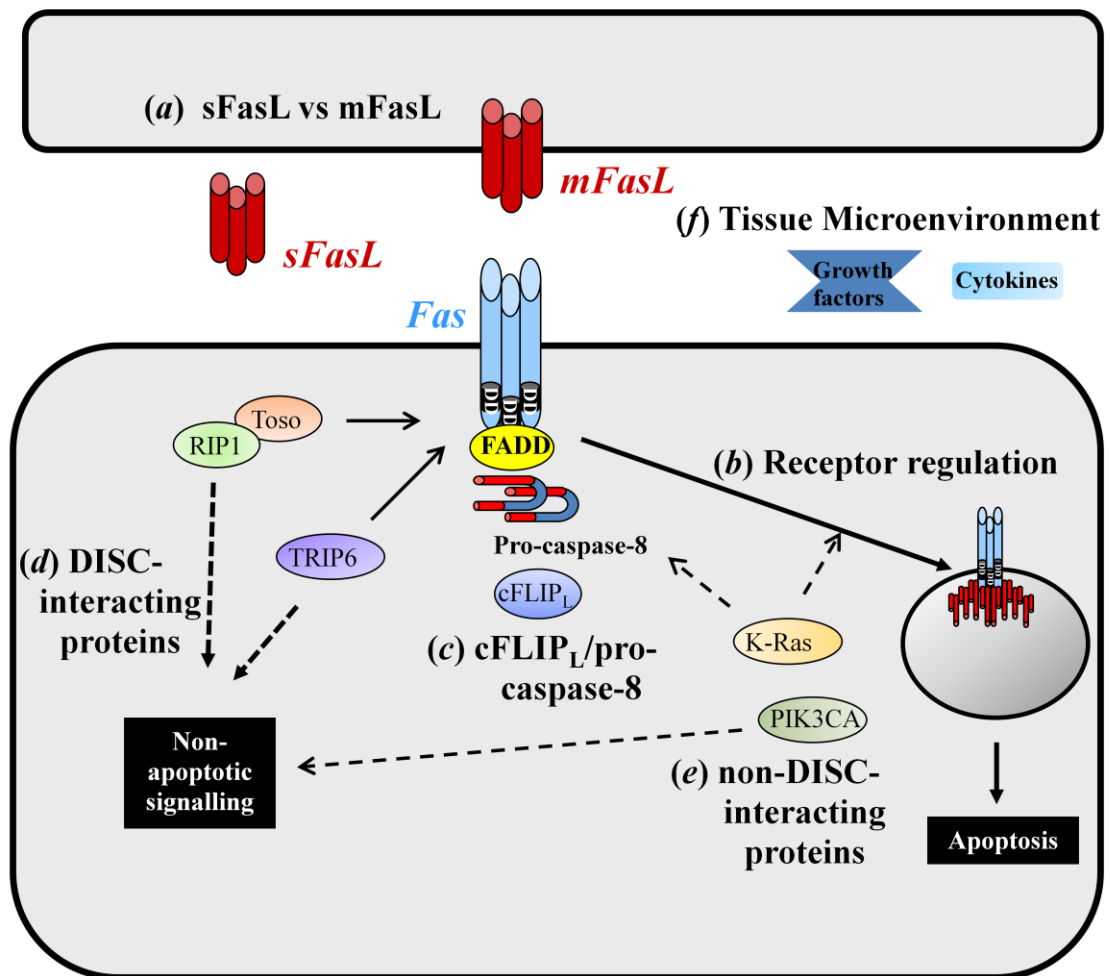 (a) sFasL vs mFasL
mFasL
sFasL
(f) Tissue Microenvironment
Growth
factors
Cytokines
Fas
Toso
RIP1
FADD
(b) Receptor regulation
Pro-caspase-8
TRIP6
(d) DISC-
interacting
proteins
cFLIPL
(c) cFLIPL/pro-
caspase-8
K-Ras
PIK3CA
(e) non-DISC-
interacting
proteins
Non-
apoptotic
signalling
Apoptosis